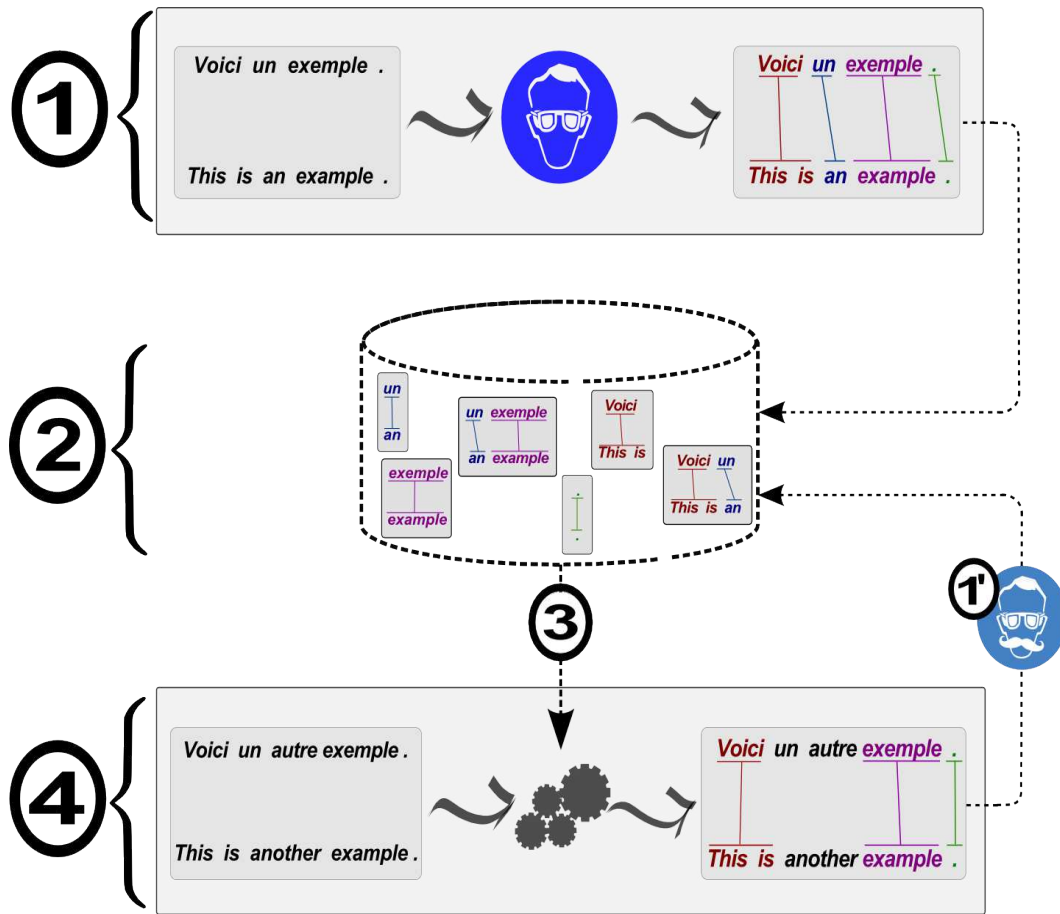 1
Voici un exemple .
This is an example .
Voici un exemple .
This is an example .
2
un
an
un exemple
an example
Voici
This is
exemple
example
.
.
Voici un
This is an
3
1'
4
Voici un autre exemple .
This is another example .
Voici un autre exemple .
This is another example .